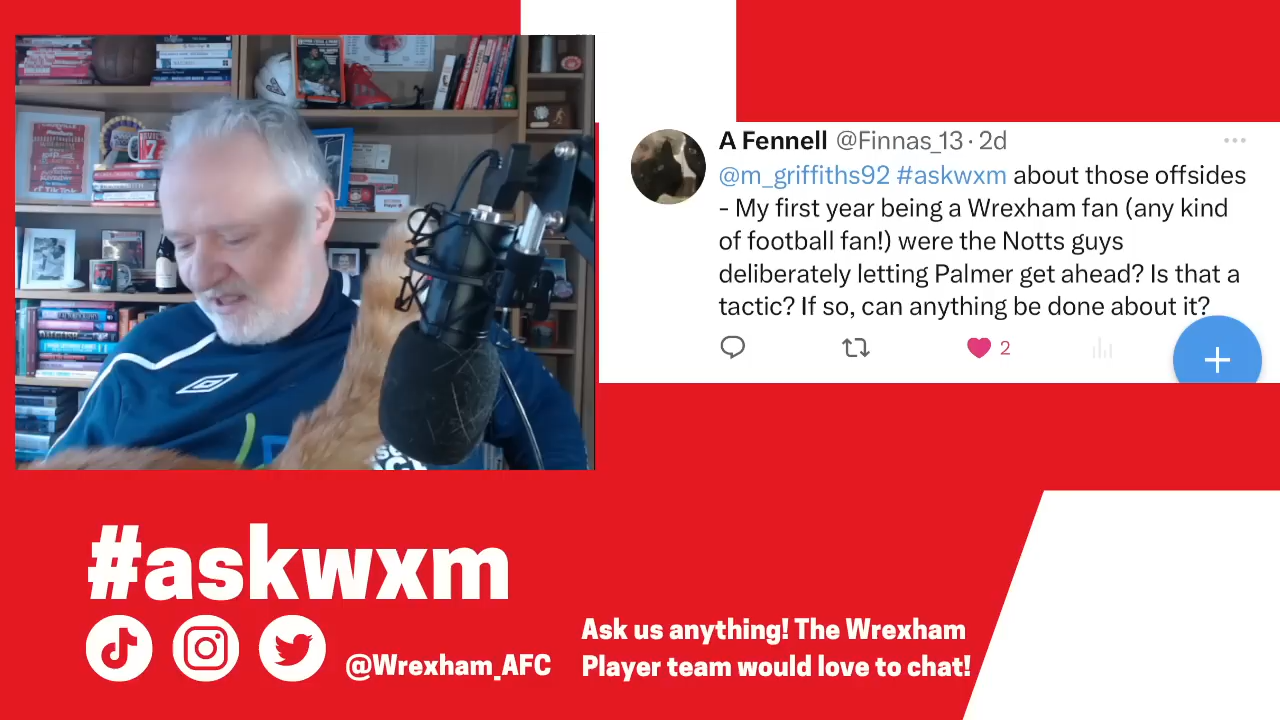 A Fennell @Finnas_13 · 2d
@m_griffiths92 #askwxm about those offsides
- My first year being a Wrexham fan (any kind
of football fan!) were the Notts guys
deliberately letting Palmer get ahead? Is that a
tactic? If so, can anything be done about it?
2
#askwxm
@Wrexham_AFC
Ask us anything! The Wrexham
Player team would love to chat!